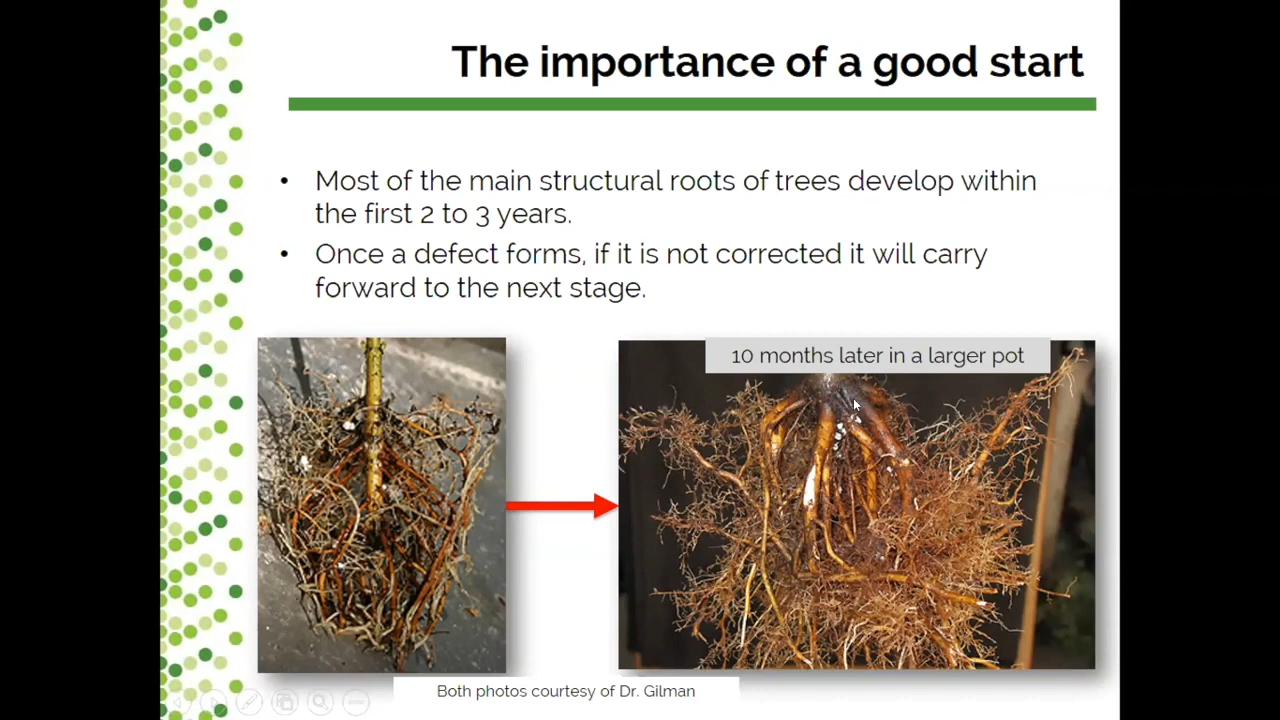 The importance of a good start
• Most of the main structural roots of trees develop within
the first 2 to 3 years.
• Once a defect forms, if it is not corrected it will carry
forward to the next stage.
10 months later in a larger pot
Both photos courtesy of Dr. Gilman